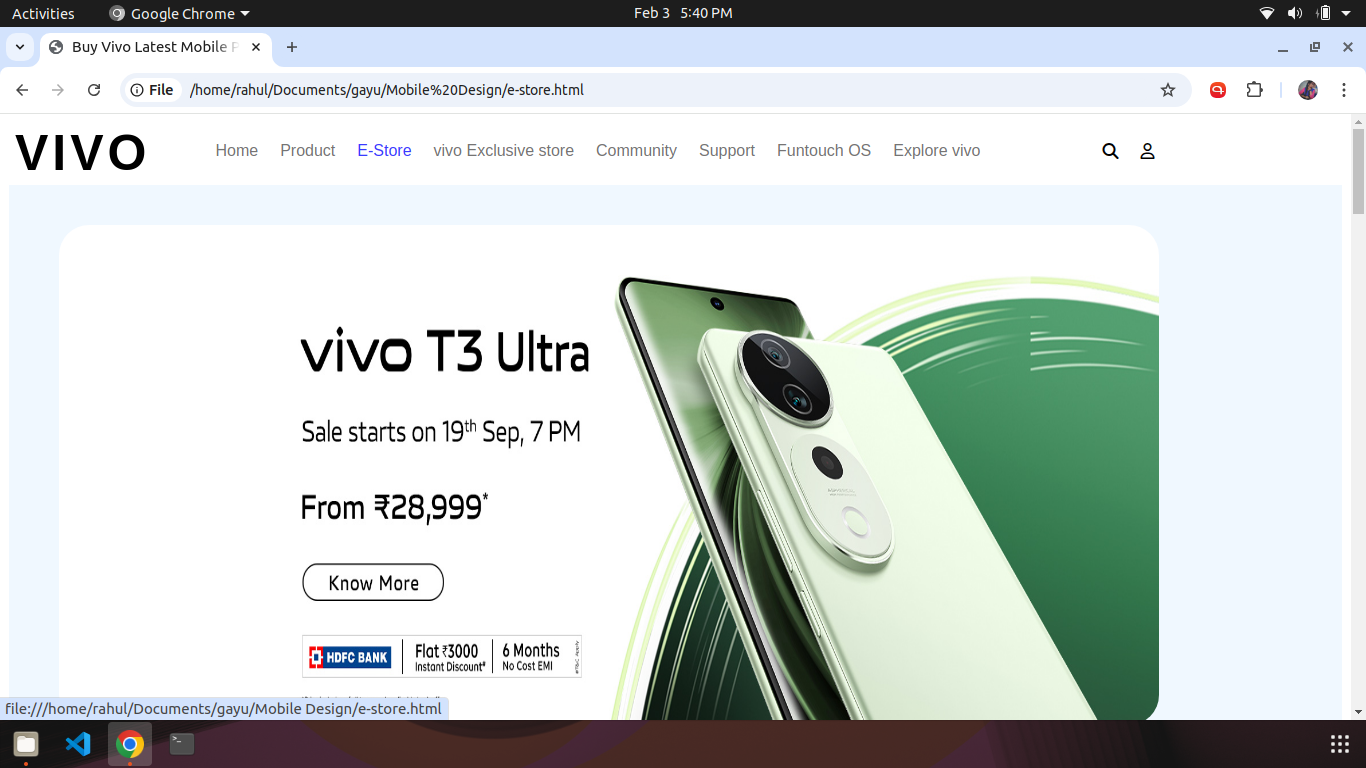 Activities
Google Chrome
Feb 3 5:40 PM
Buy Vivo Latest Mobile
File
/home/rahul/Documents/gayu/Mobile%20Design/e-store.html
VIVO
Home
Product
E-Store
vivo Exclusive store
Community
Support
Funtouch OS
Explore vivo
vivo T3 Ultra
Sale starts on 19th Sep, 7 PM
From ₹28,999*
Know More
HDFC BANK
Flat ₹3000
Instant Discount#
6 Months
No Cost EMI
file:///home/rahul/Documents/gayu/Mobile Design/e-store.html